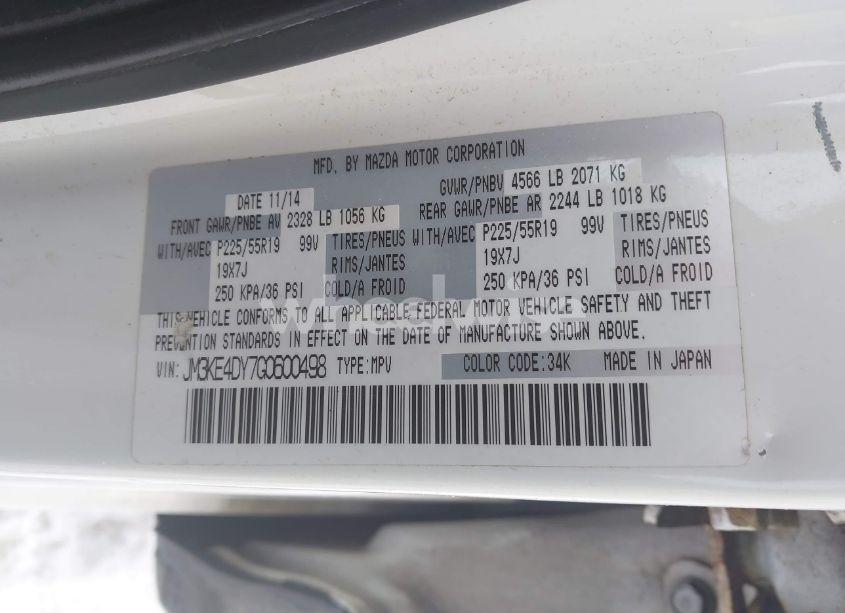 MFD. BY MAZDA MOTOR CORPORATION
DATE 11/14 GVWR/PNBV 4566 LB 2071 KG
FRONT GAWR/PNBE AV 2328 LB 1056 KG REAR GAWR/PNBE AR 2244 LB 1018 KG
WITH/AVEC P225/55R19 99V TIRES/PNEUS WITH/AVEC P225/55R19 99V TIRES/PNEUS
19X7J RIMS/JANTES 19X7J RIMS/JANTES
250 KPA/36 PSI COLD/A FROID 250 KPA/36 PSI COLD/A FROID
THIS VEHICLE CONFORMS TO ALL APPLICABLE FEDERAL MOTOR VEHICLE SAFETY AND THEFT
PREVENTION STANDARDS IN EFFECT ON THE DATE OF MANUFACTURE SHOWN ABOVE.
VIN: JM3KE4DY7G0600498 TYPE:MPV COLOR CODE:34K MADE IN JAPAN